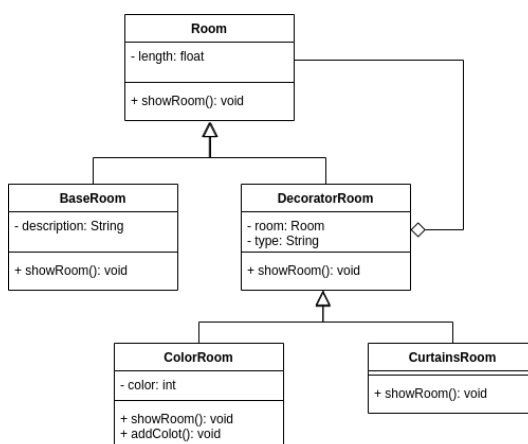 Room
- length: float
+ showRoom(): void
BaseRoom
- description: String
+ showRoom(): void
DecoratorRoom
- room: Room
- type: String
+ showRoom(): void
ColorRoom
- color: int
+ showRoom(): void
+ addColot(): void
CurtainsRoom
+ showRoom(): void